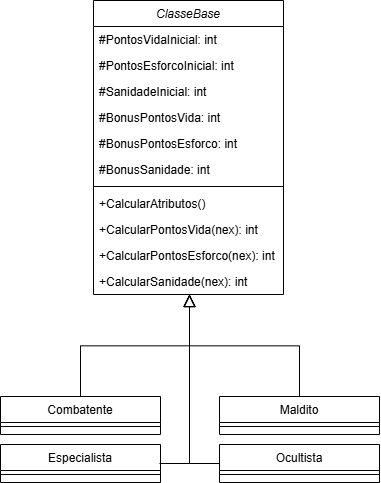 ClasseBase
#PontosVidaInicial: int
#PontosEsforcoInicial: int
#SanidadeInicial: int
#BonusPontosVida: int
#BonusPontosEsforco: int
#BonusSanidade: int
+CalcularAtributos()
+CalcularPontosVida(nex): int
+CalcularPontosEsforco(nex): int
+CalcularSanidade(nex): int
Combatente
Maldito
Especialista
Ocultista